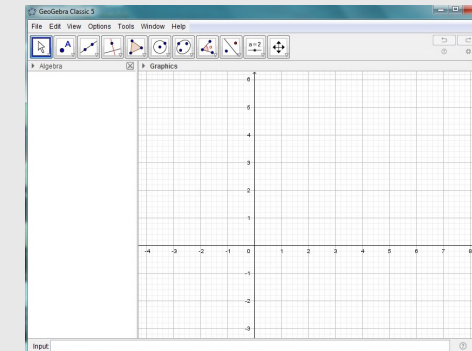 GeoGebra Classic 5
File Edit View Options Tools Window Help
A
a=2
Algebra
Graphics
6
5
4
3
2
1
-4 -3 -2 -1 0 1 2 3 4 5 6 7 8
-1
-2
-3
Input: